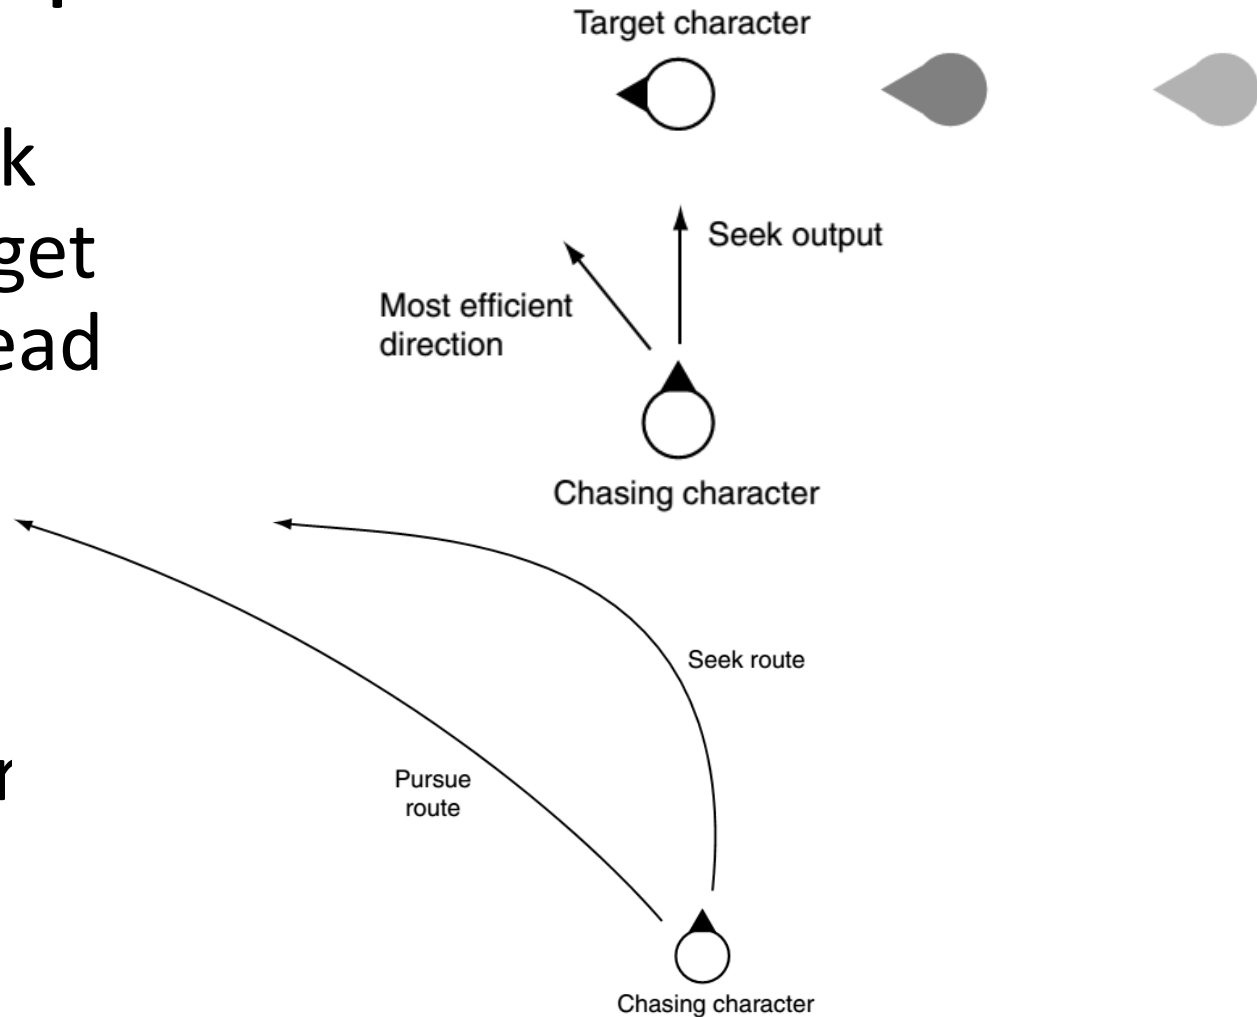 Target character
k
get
ead
Seek output
Most efficient
direction
Chasing character
Seek route
Pursue
route
r
Chasing character